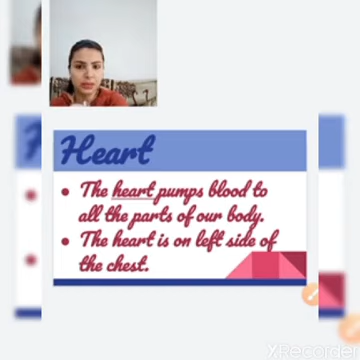 Heart
• The heart pumps blood to
all the parts of our body.
• The heart is on left side of
the chest.
XRecorder